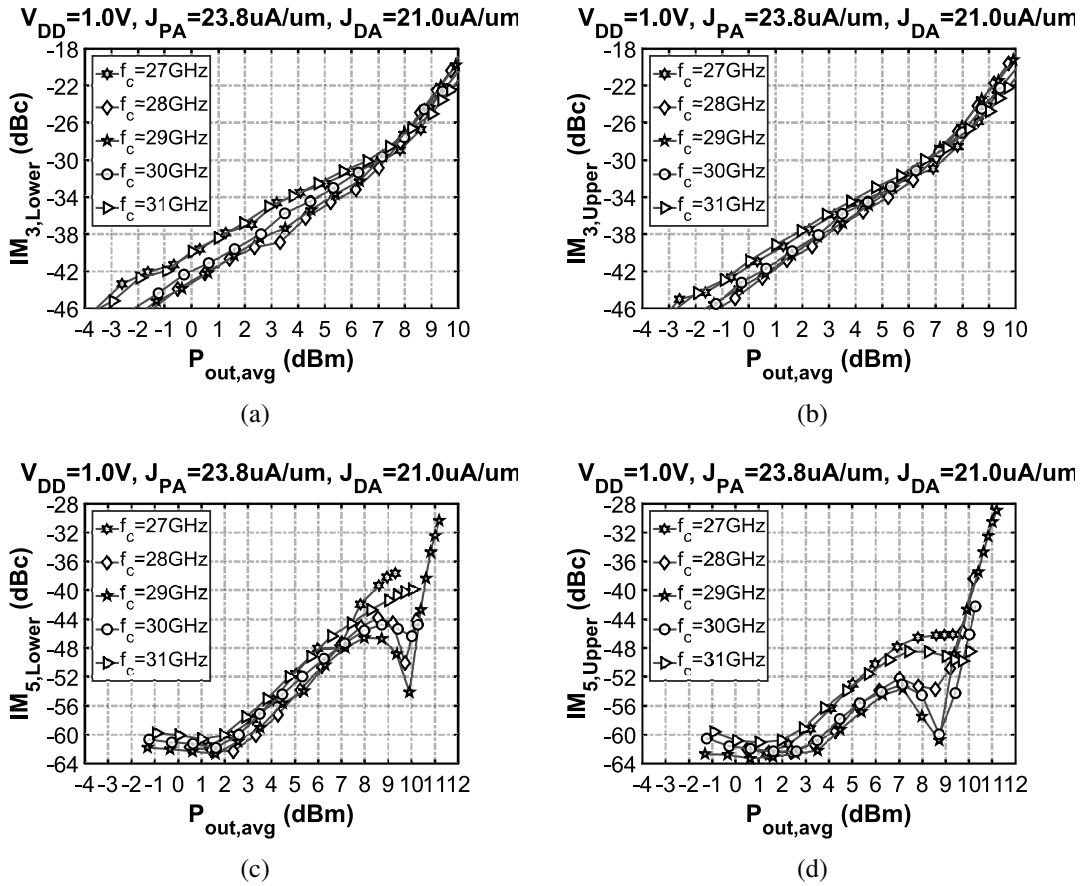 V_DD=1.0V, J_PA=23.8uA/um, J_DA=21.0uA/um
IM_3,Lower (dBc)
-18
-22
-26
-30
-34
-38
-42
-46
f_c=27GHz
f_c=28GHz
f_c=29GHz
f_c=30GHz
f_c=31GHz
-4 -3 -2 -1 0 1 2 3 4 5 6 7 8 9 10
P_out,avg (dBm)
(a)
V_DD=1.0V, J_PA=23.8uA/um, J_DA=21.0uA/um
IM_3,Upper (dBc)
-18
-22
-26
-30
-34
-38
-42
-46
f_c=27GHz
f_c=28GHz
f_c=29GHz
f_c=30GHz
f_c=31GHz
-4 -3 -2 -1 0 1 2 3 4 5 6 7 8 9 10
P_out,avg (dBm)
(b)
V_DD=1.0V, J_PA=23.8uA/um, J_DA=21.0uA/um
IM_5,Lower (dBc)
-28
-32
-36
-40
-44
-48
-52
-56
-60
-64
f_c=27GHz
f_c=28GHz
f_c=29GHz
f_c=30GHz
f_c=31GHz
-4 -3 -2 -1 0 1 2 3 4 5 6 7 8 9 10 11 12
P_out,avg (dBm)
(c)
V_DD=1.0V, J_PA=23.8uA/um, J_DA=21.0uA/um
IM_5,Upper (dBc)
-28
-32
-36
-40
-44
-48
-52
-56
-60
-64
f_c=27GHz
f_c=28GHz
f_c=29GHz
f_c=30GHz
f_c=31GHz
-4 -3 -2 -1 0 1 2 3 4 5 6 7 8 9 10 11 12
P_out,avg (dBm)
(d)